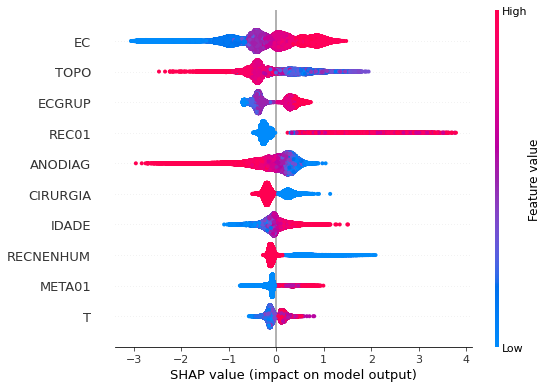 High
EC
TOPO
ECGRUP
REC01
ANODIAG
CIRURGIA
IDADE
RECNENHUM
META01
T
Feature value
Low
−3 −2 −1 0 1 2 3 4
SHAP value (impact on model output)